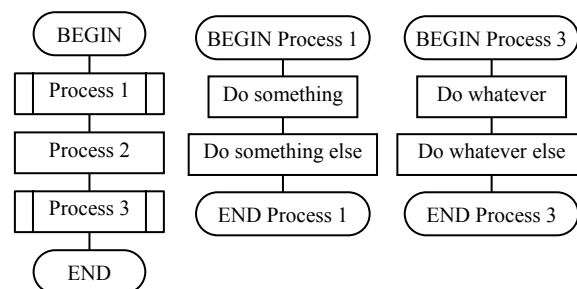 BEGIN
Process 1
Process 2
Process 3
END
BEGIN Process 1
Do something
Do something else
END Process 1
BEGIN Process 3
Do whatever
Do whatever else
END Process 3